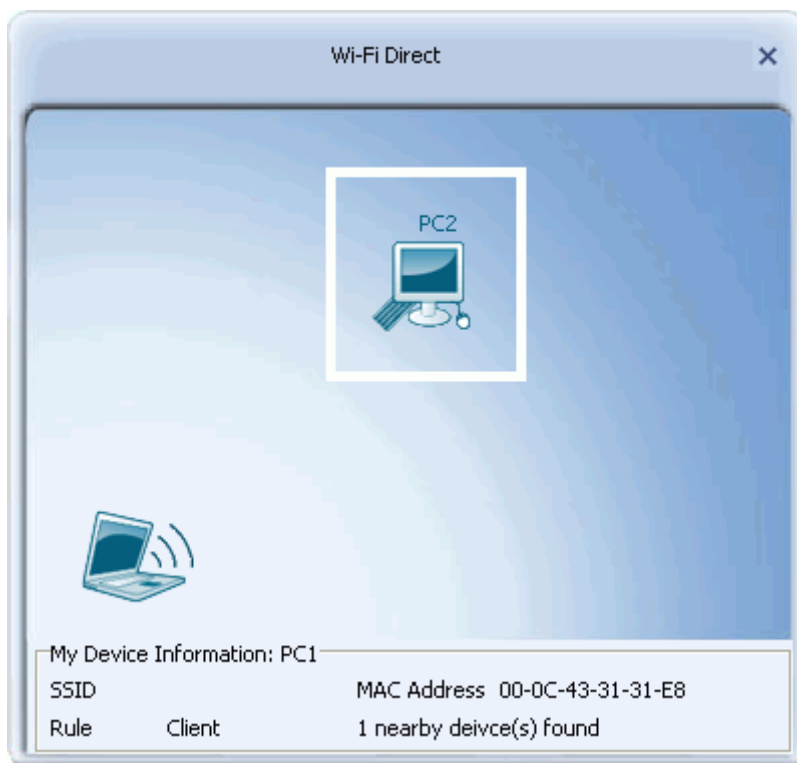 Wi-Fi Direct
PC2
My Device Information: PC1
SSID MAC Address 00-0C-43-31-31-E8
Rule Client 1 nearby deivce(s) found